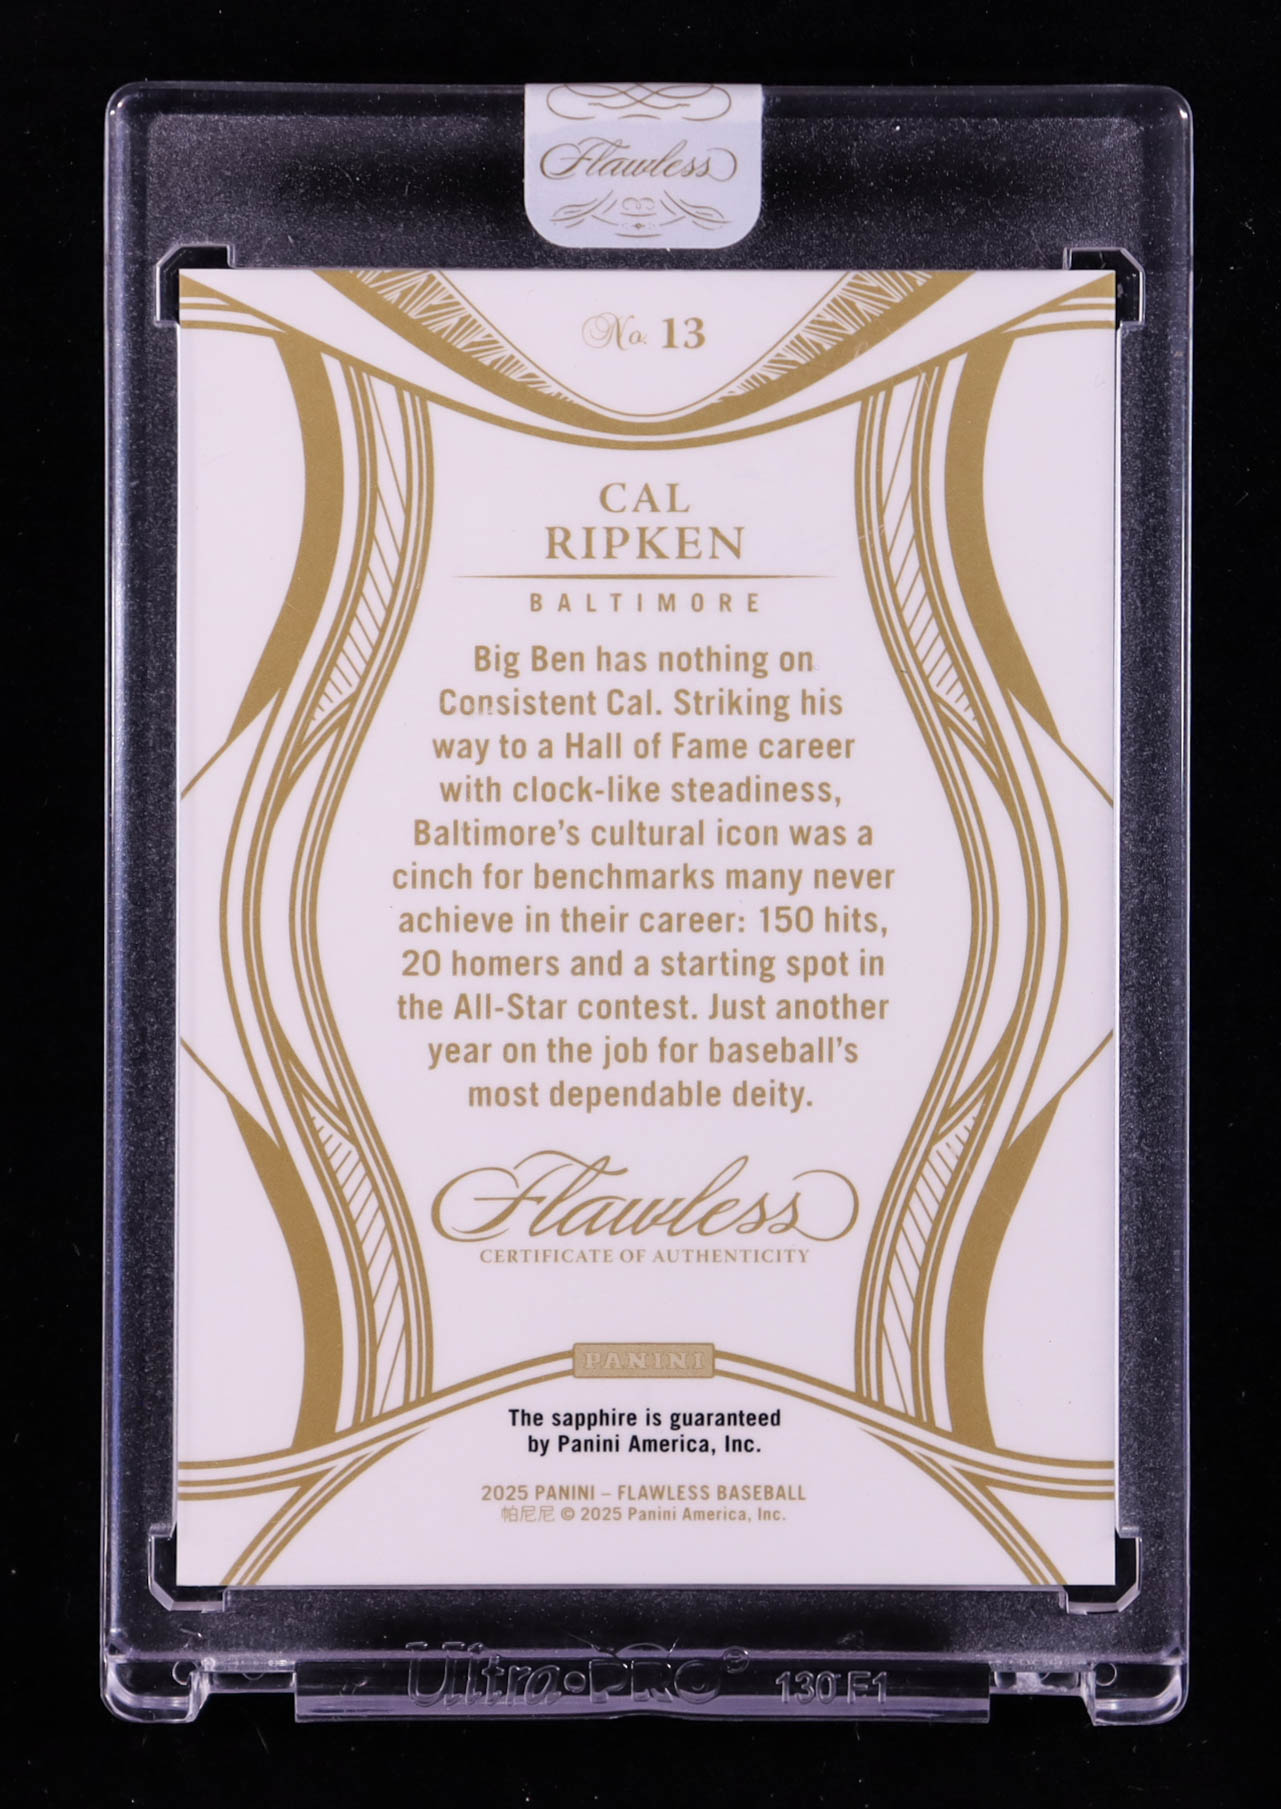 Flawless
No. 13
CAL
RIPKEN
BALTIMORE
Big Ben has nothing on
Consistent Cal. Striking his
way to a Hall of Fame career
with clock-like steadiness,
Baltimore's cultural icon was a
cinch for benchmarks many never
achieve in their career: 150 hits,
20 homers and a starting spot in
the All-Star contest. Just another
year on the job for baseball's
most dependable deity.
Flawless
CERTIFICATE OF AUTHENTICITY
PANINI
The sapphire is guaranteed
by Panini America, Inc.
2025 PANINI – FLAWLESS BASEBALL
帕尼尼 © 2025 Panini America, Inc.
Ultra•PRO® 130 F1